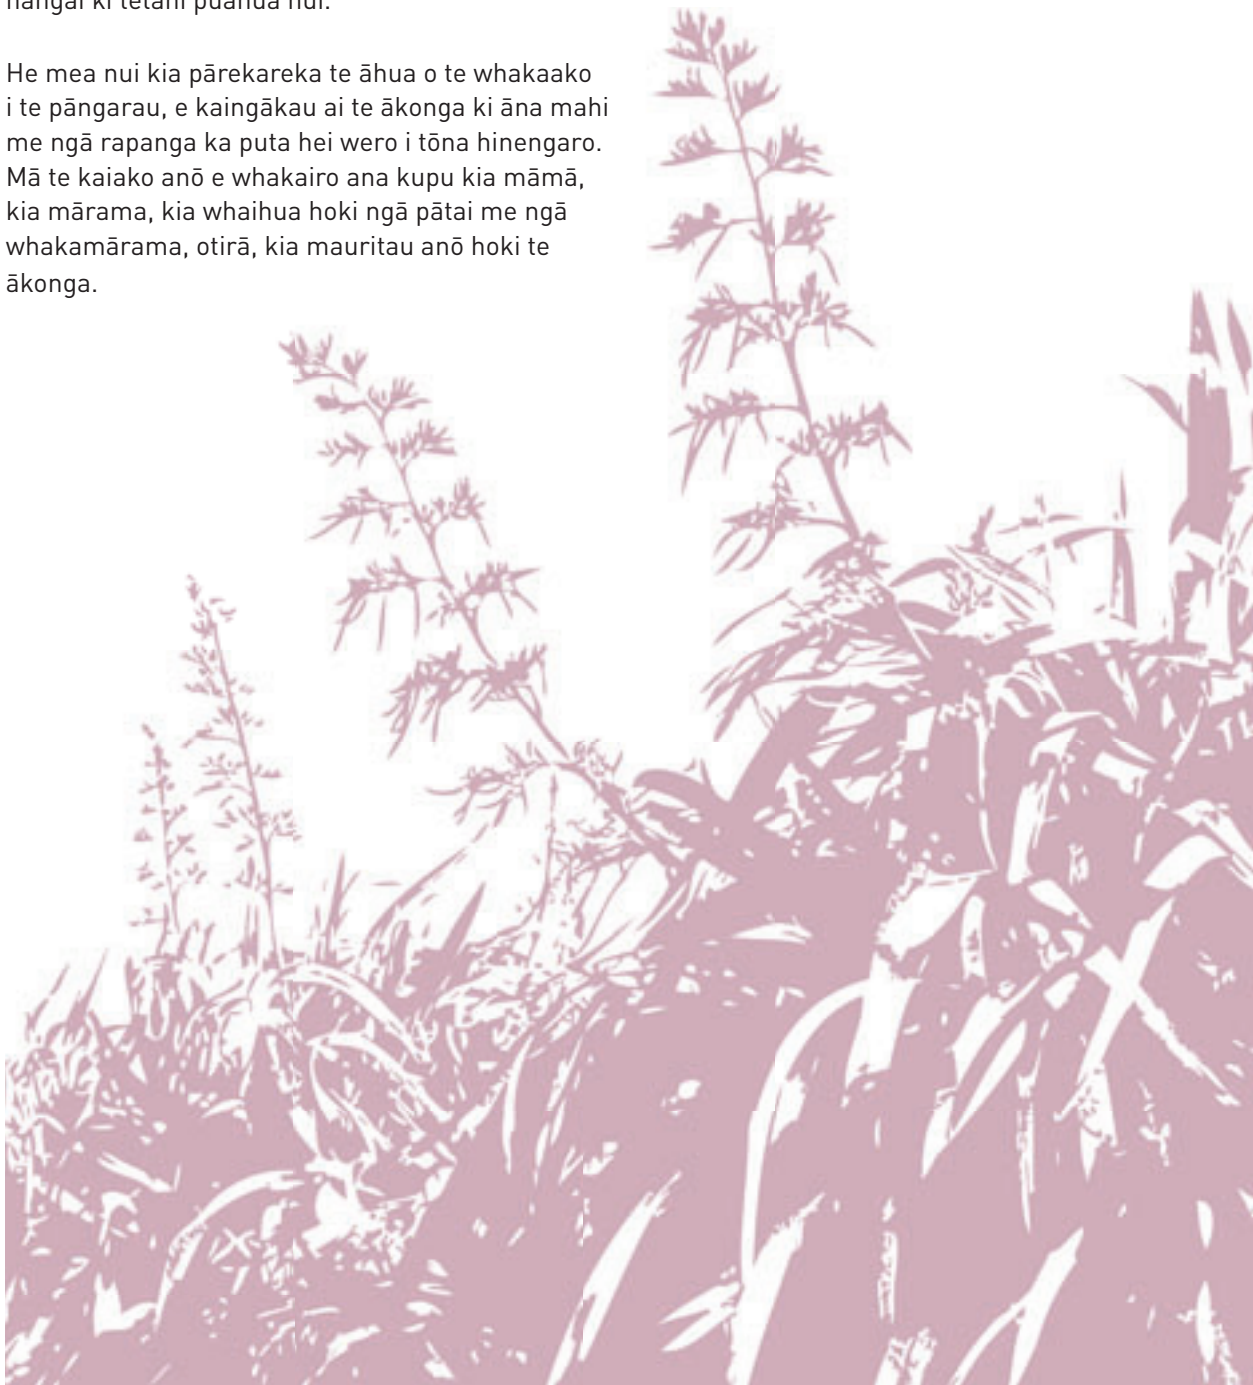 He mea nui kia pārekareka te āhua o te whakaako
i te pāngarau, e kaingākau ai te ākonga ki āna mahi
me ngā rapanga ka puta hei wero i tōna hinengaro.
Mā te kaiako anō e whakairo ana kupu kia māmā,
kia mārama, kia whaihua hoki ngā pātai me ngā
whakamārama, otirā, kia mauritau anō hoki te
ākonga.